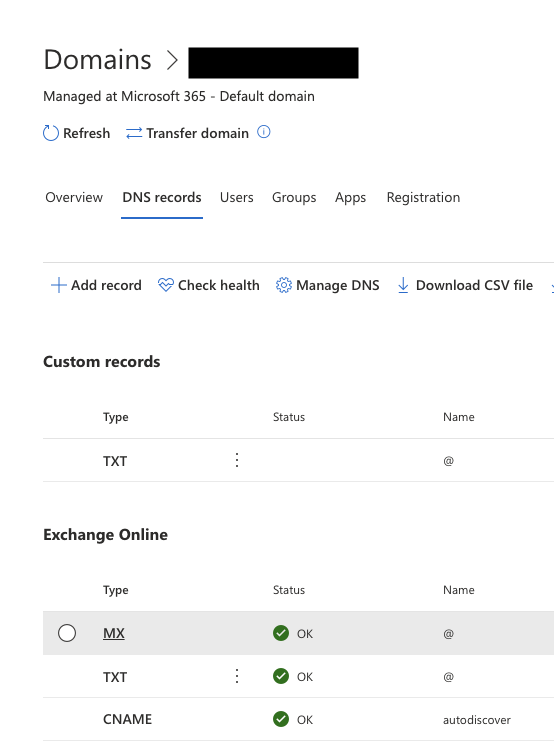 Domains >
Managed at Microsoft 365 - Default domain
Refresh Transfer domain
Overview DNS records Users Groups Apps Registration
Add record Check health Manage DNS Download CSV file
Custom records
Type Status Name
TXT @
Exchange Online
Type Status Name
MX OK @
TXT OK @
CNAME OK autodiscover